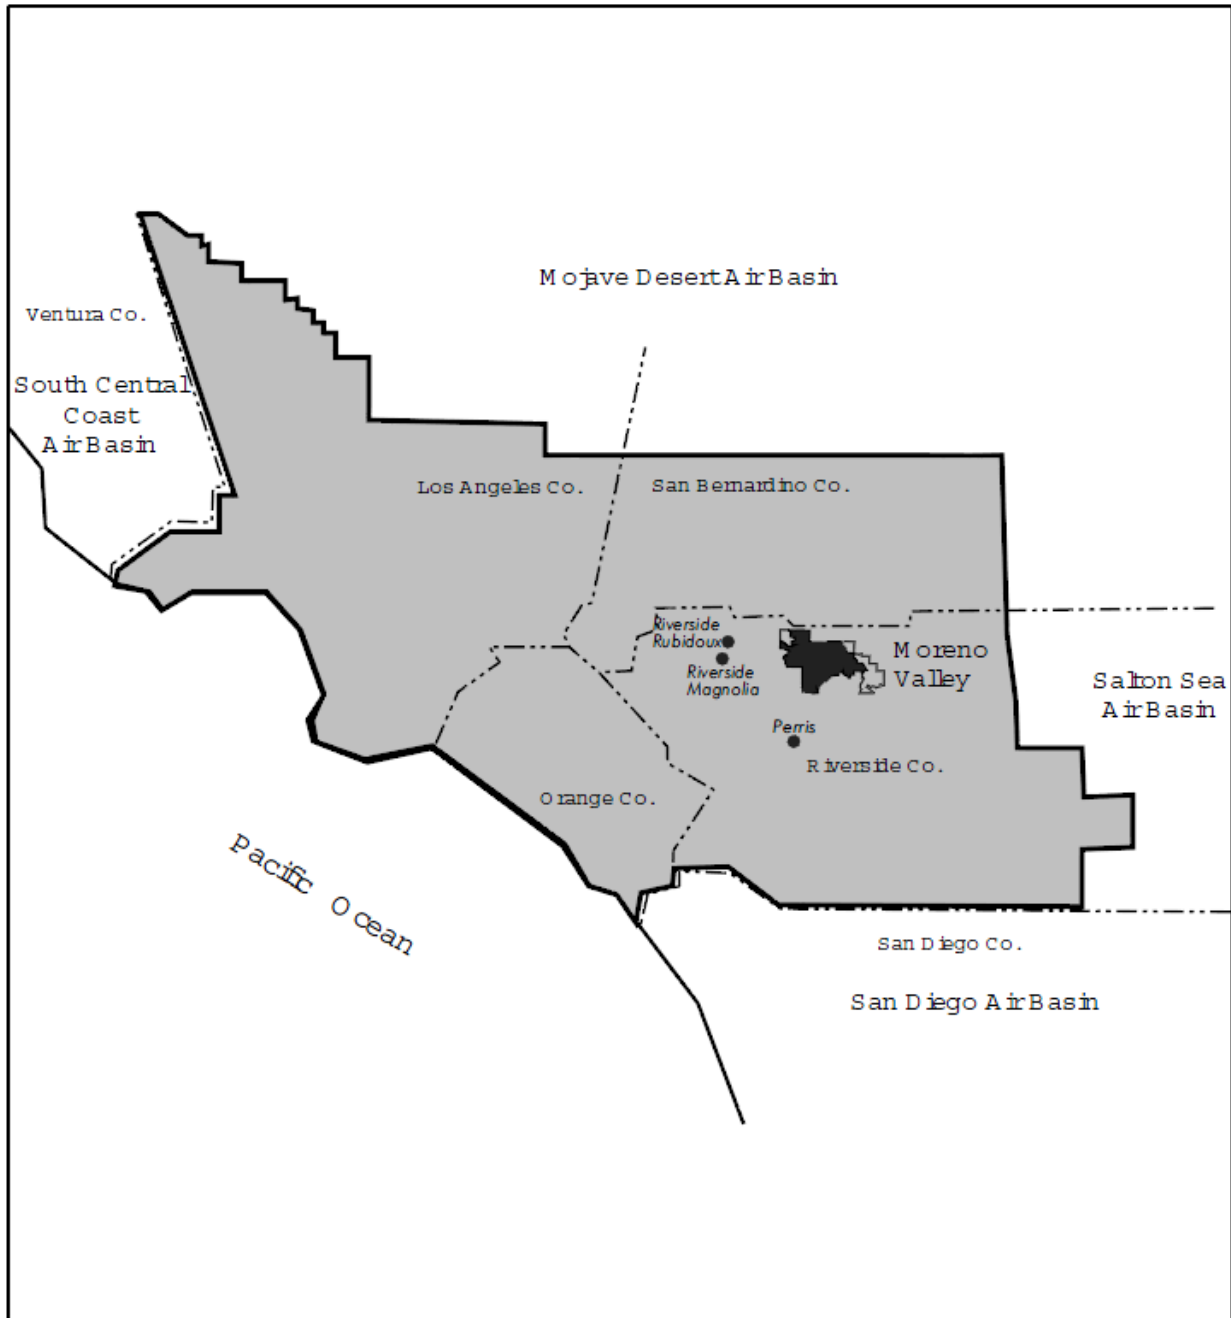 Mojave Desert Air Basin
Ventura Co.
South Central
Coast
Air Basin
Los Angeles Co.
San Bernardino Co.
Riverside
Rubidoux
Riverside
Magnolia
Moreno
Valley
Salton Sea
Air Basin
Perris
Riverside Co.
Orange Co.
Pacific Ocean
San Diego Co.
San Diego Air Basin